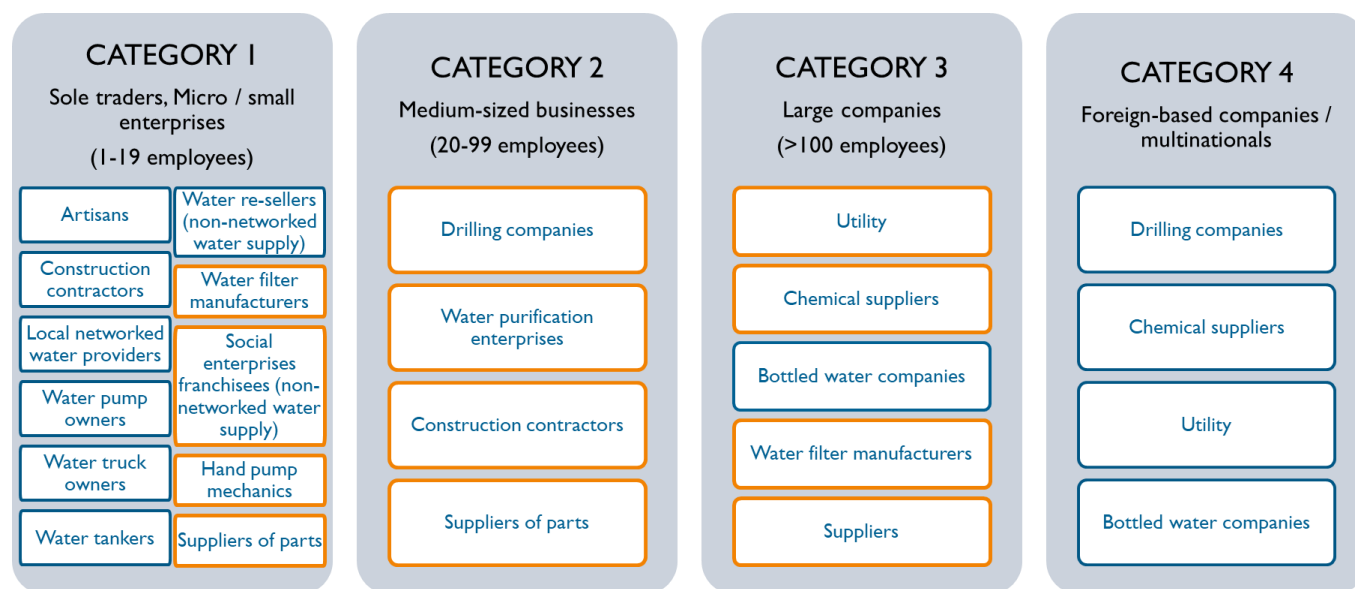 CATEGORY 1
Sole traders, Micro / small
enterprises
(1-19 employees)
Artisans
Construction
contractors
Local networked
water providers
Water pump
owners
Water truck
owners
Water tankers
Water re-sellers
(non-networked
water supply)
Water filter
manufacturers
Social
enterprises
franchisees (non-
networked water
supply)
Hand pump
mechanics
Suppliers of parts
CATEGORY 2
Medium-sized businesses
(20-99 employees)
Drilling companies
Water purification
enterprises
Construction contractors
Suppliers of parts
CATEGORY 3
Large companies
(>100 employees)
Utility
Chemical suppliers
Bottled water companies
Water filter manufacturers
Suppliers
CATEGORY 4
Foreign-based companies /
multinationals
Drilling companies
Chemical suppliers
Utility
Bottled water companies